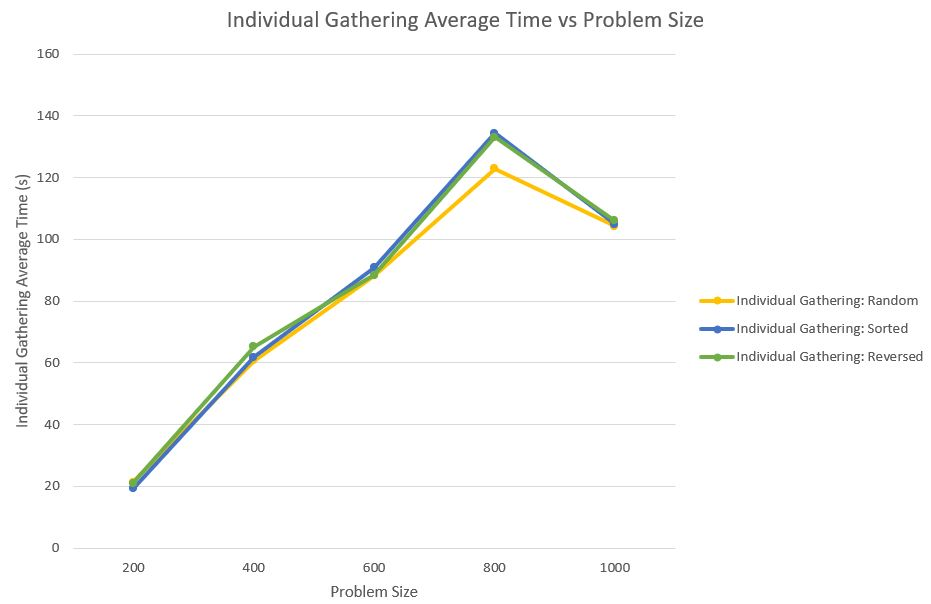 Individual Gathering Average Time vs Problem Size
160
140
120
100
80
60
40
20
0
Individual Gathering Average Time (s)
200 400 600 800 1000
Problem Size
Individual Gathering: Random
Individual Gathering: Sorted
Individual Gathering: Reversed